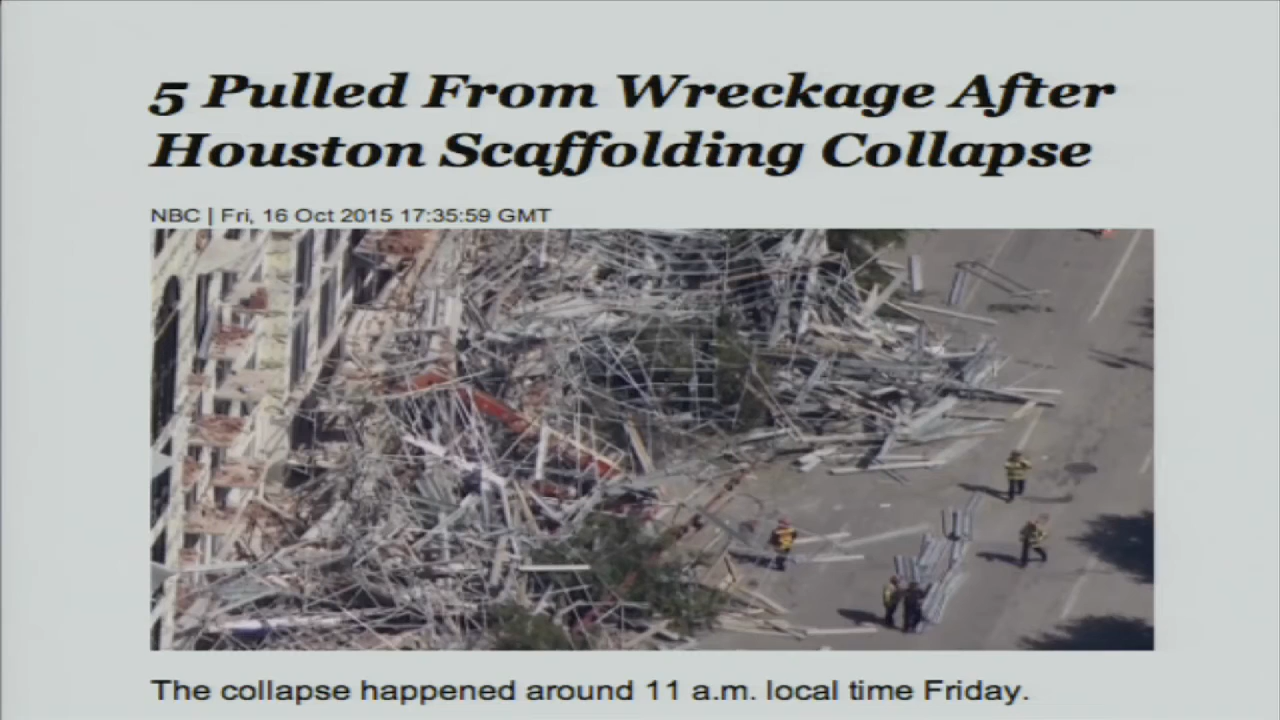 5 Pulled From Wreckage After
Houston Scaffolding Collapse
NBC | Fri, 16 Oct 2015 17:35:59 GMT
The collapse happened around 11 a.m. local time Friday.